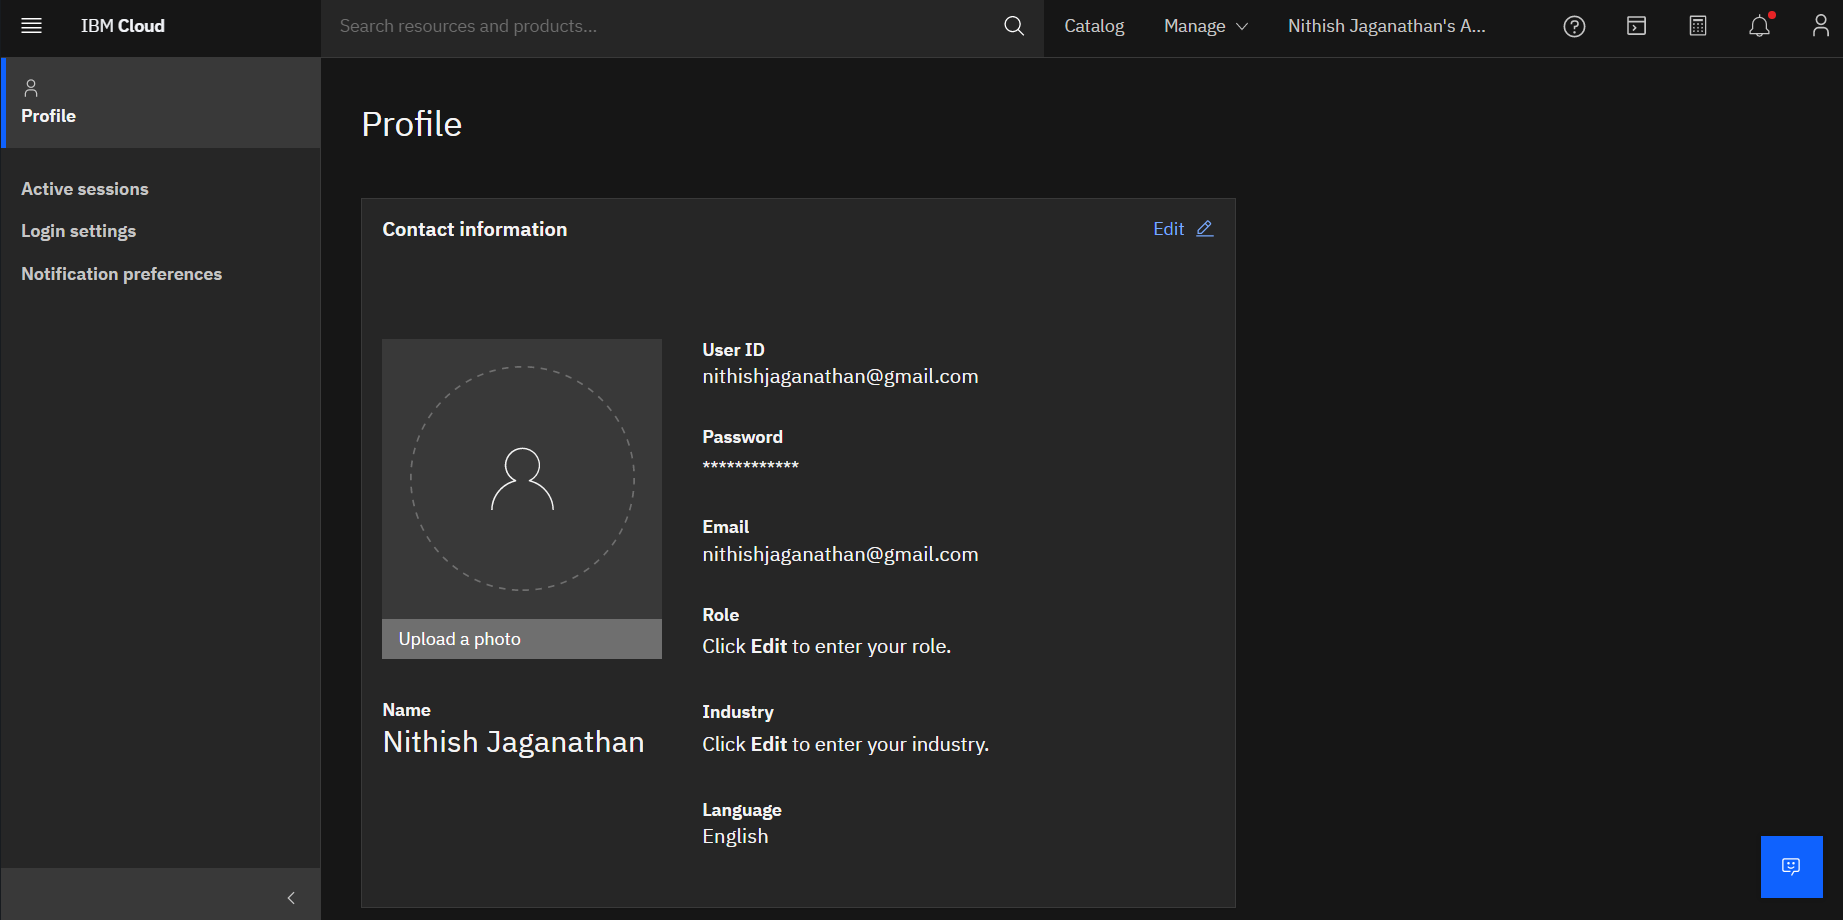 IBM Cloud
Search resources and products...
Catalog
Manage
Nithish Jaganathan's A...
Profile
Active sessions
Login settings
Notification preferences
Profile
Contact information
Edit
Upload a photo
Name
Nithish Jaganathan
User ID
nithishjaganathan@gmail.com
Password
************
Email
nithishjaganathan@gmail.com
Role
Click Edit to enter your role.
Industry
Click Edit to enter your industry.
Language
English